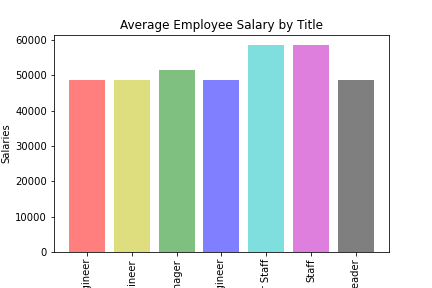 Average Employee Salary by Title
Salaries
60000
50000
40000
30000
20000
10000
0
gineer
ineer
nager
gineer
r Staff
Staff
eader